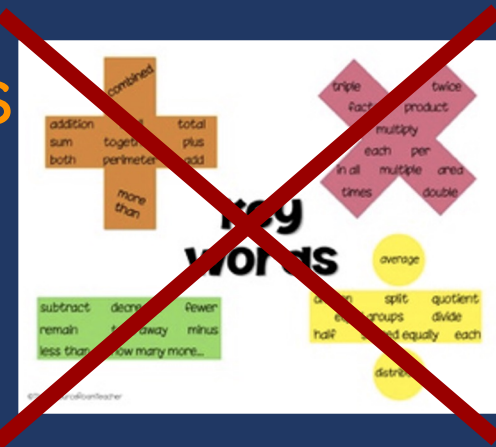 s
combined
addition total
sum plus
both perimeter add
more
than
triple twice
product
multiply
each per
in all multiple area
times double
key
words
average
split quotient
divide
half equally each
subtract fewer
remain away minus
less than how many more...